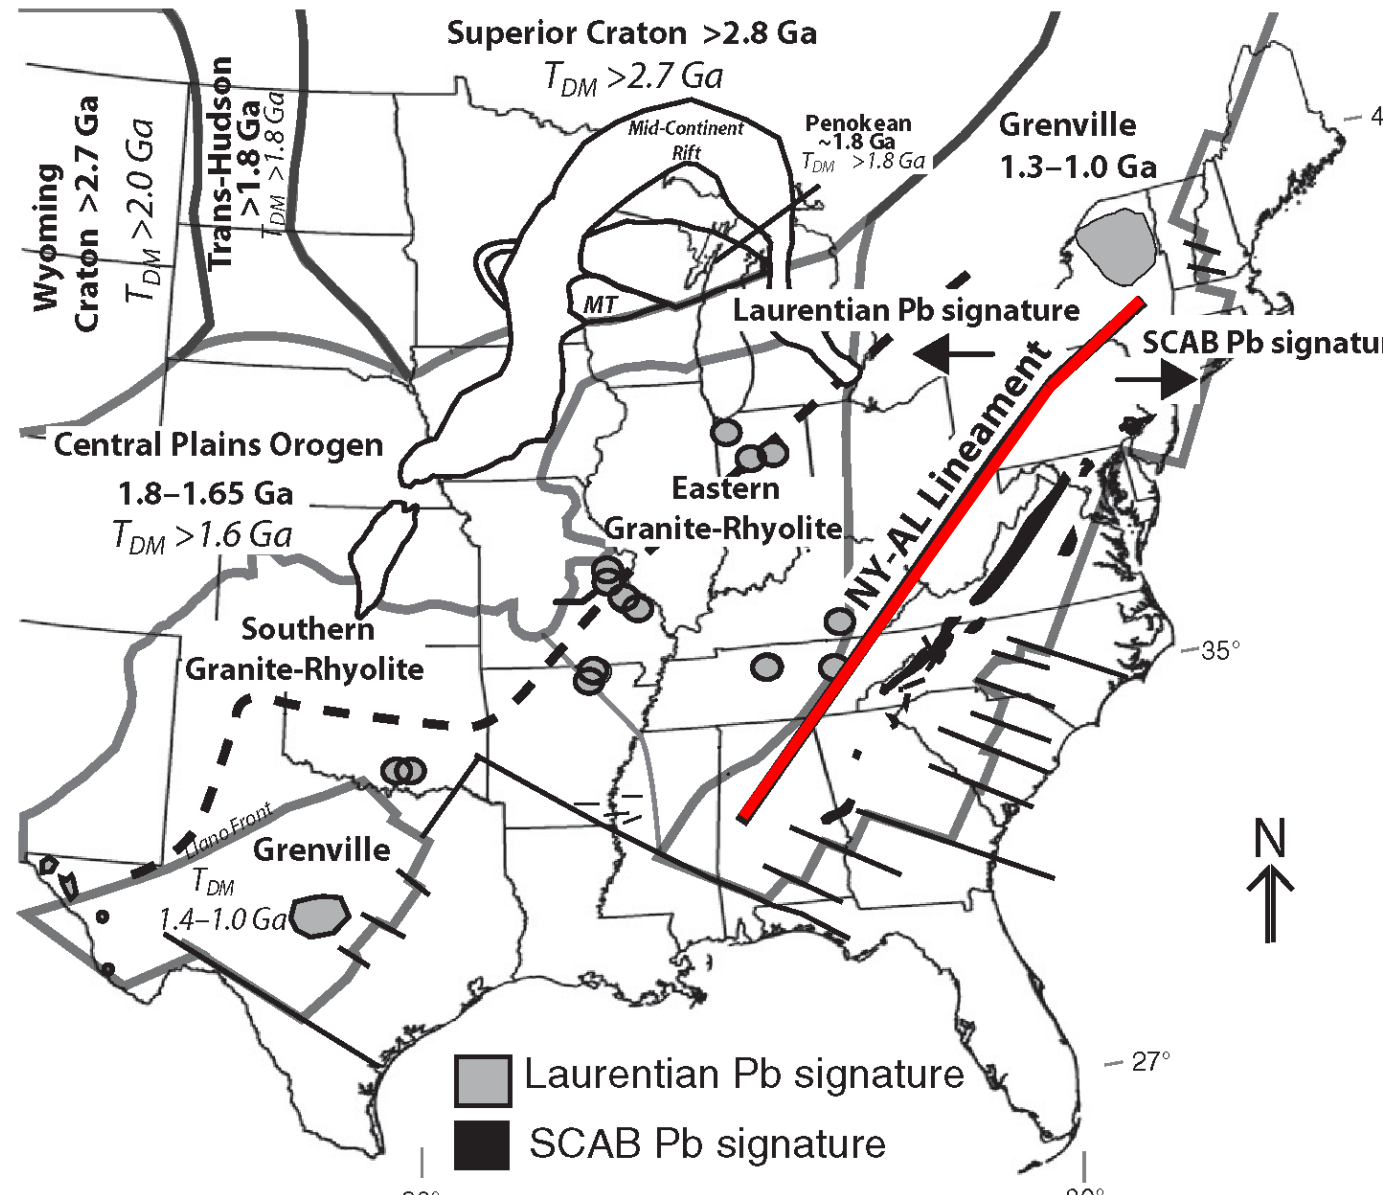 Superior Craton >2.8 Ga
TDM >2.7 Ga
Wyoming
Craton >2.7 Ga
TDM >2.0 Ga
Trans-Hudson
>1.8 Ga
TDM >1.8 Ga
Mid-Continent
Rift
Penokean
~1.8 Ga
TDM >1.8 Ga
Grenville
1.3–1.0 Ga
4
MT
Laurentian Pb signature
SCAB Pb signatur
NY-AL Lineament
Central Plains Orogen
1.8–1.65 Ga
TDM >1.6 Ga
Eastern
Granite-Rhyolite
Southern
Granite-Rhyolite
35°
Llano Front
Grenville
TDM
1.4–1.0 Ga
N
27°
Laurentian Pb signature
SCAB Pb signature